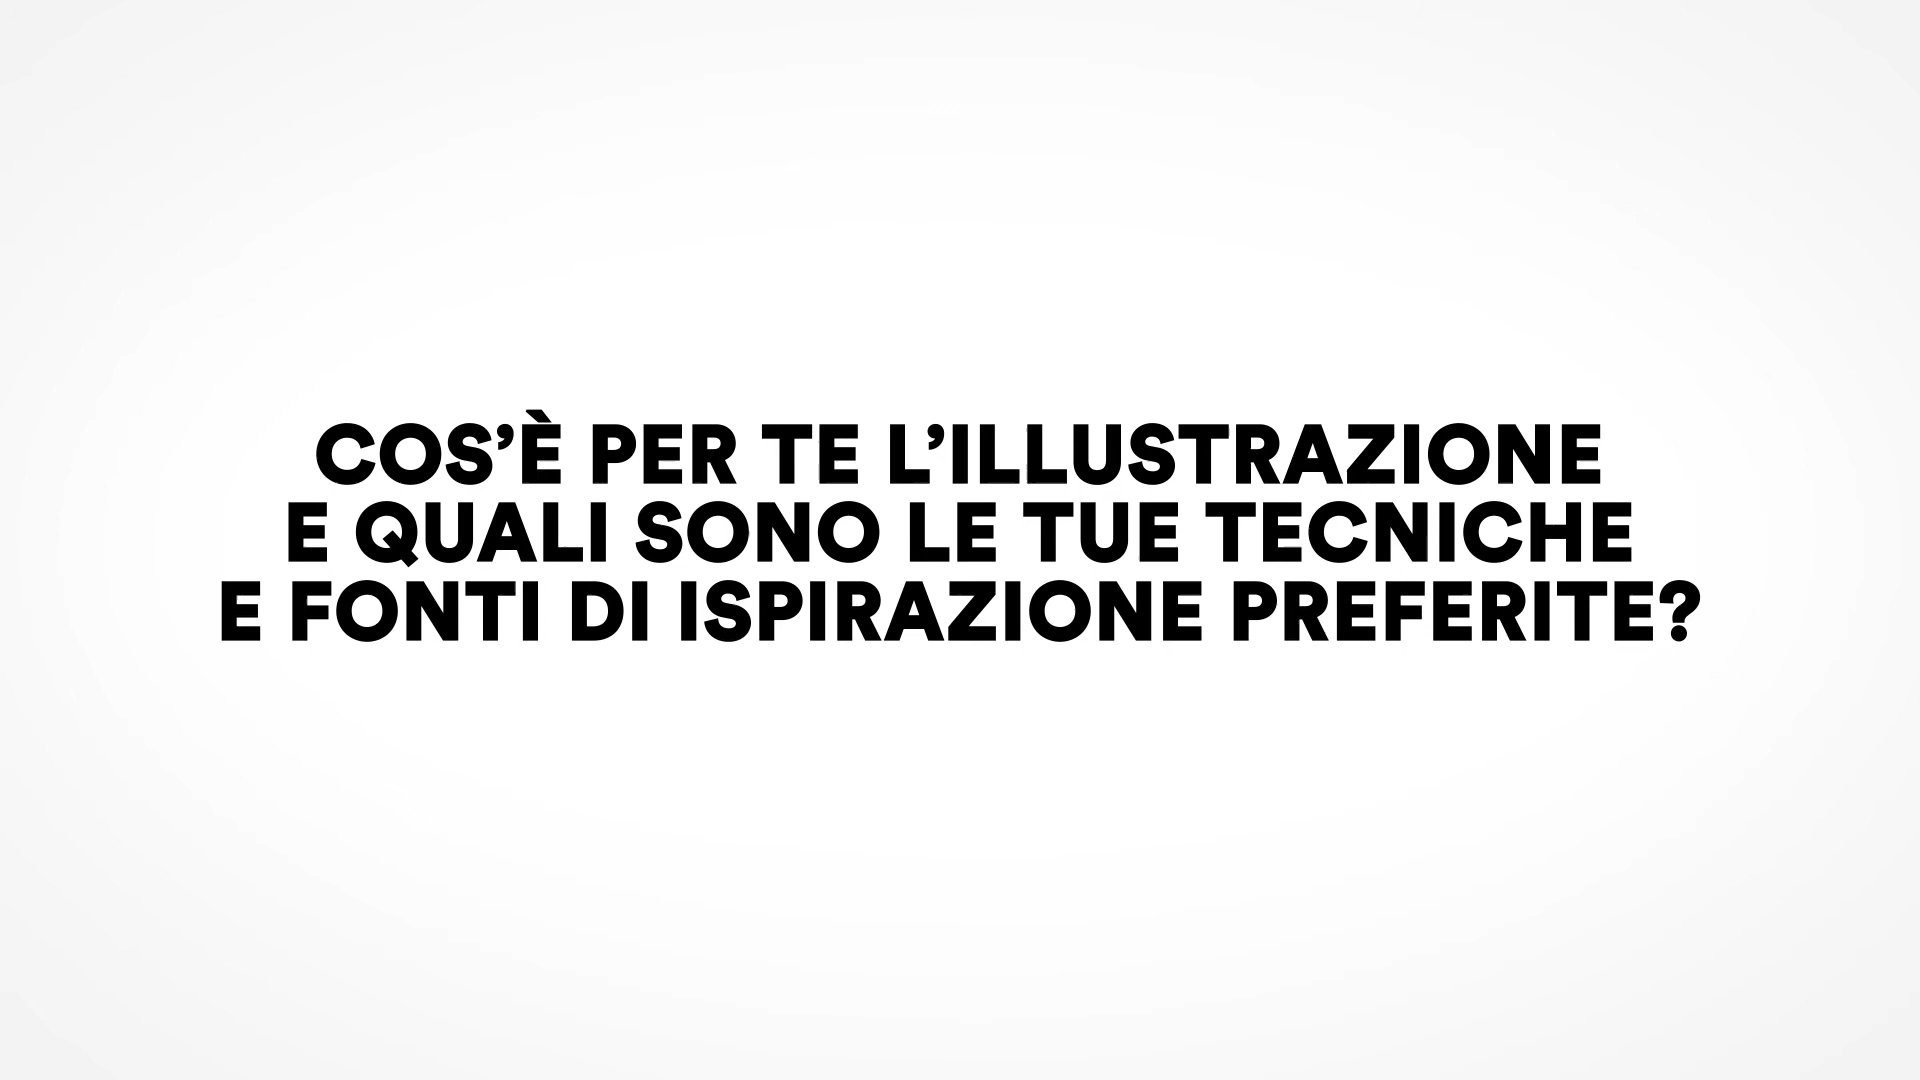 COS’È PER TE L’ILLUSTRAZIONE
E QUALI SONO LE TUE TECNICHE
E FONTI DI ISPIRAZIONE PREFERITE?